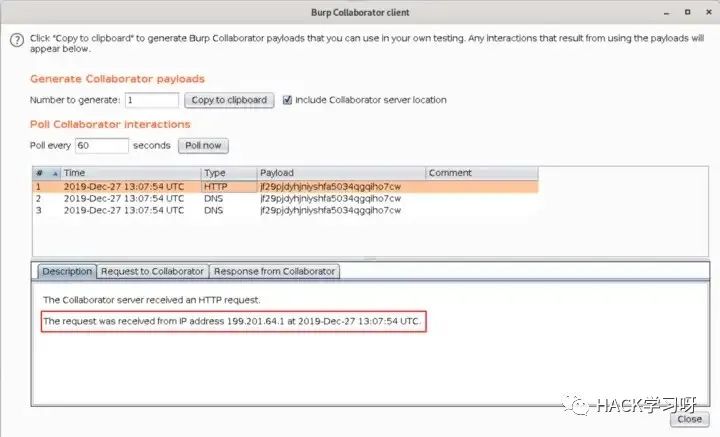 Burp Collaborator client
Click "Copy to clipboard" to generate Burp Collaborator payloads that you can use in your own testing. Any interactions that result from using the payloads will
appear below.
Generate Collaborator payloads
Number to generate: 1 Copy to clipboard Include Collaborator server location
Poll Collaborator interactions
Poll every 60 seconds Poll now
# Time Type Payload Comment
1 2019-Dec-27 13:07:54 UTC HTTP jf29pjdyhjniyshfa5034qgqiho7cw
2 2019-Dec-27 13:07:54 UTC DNS jf29pjdyhjniyshfa5034qgqiho7cw
3 2019-Dec-27 13:07:54 UTC DNS jf29pjdyhjniyshfa5034qgqiho7cw
Description Request to Collaborator Response from Collaborator
The Collaborator server received an HTTP request.
The request was received from IP address 199.201.64.1 at 2019-Dec-27 13:07:54 UTC.
HACK学习呀
Close